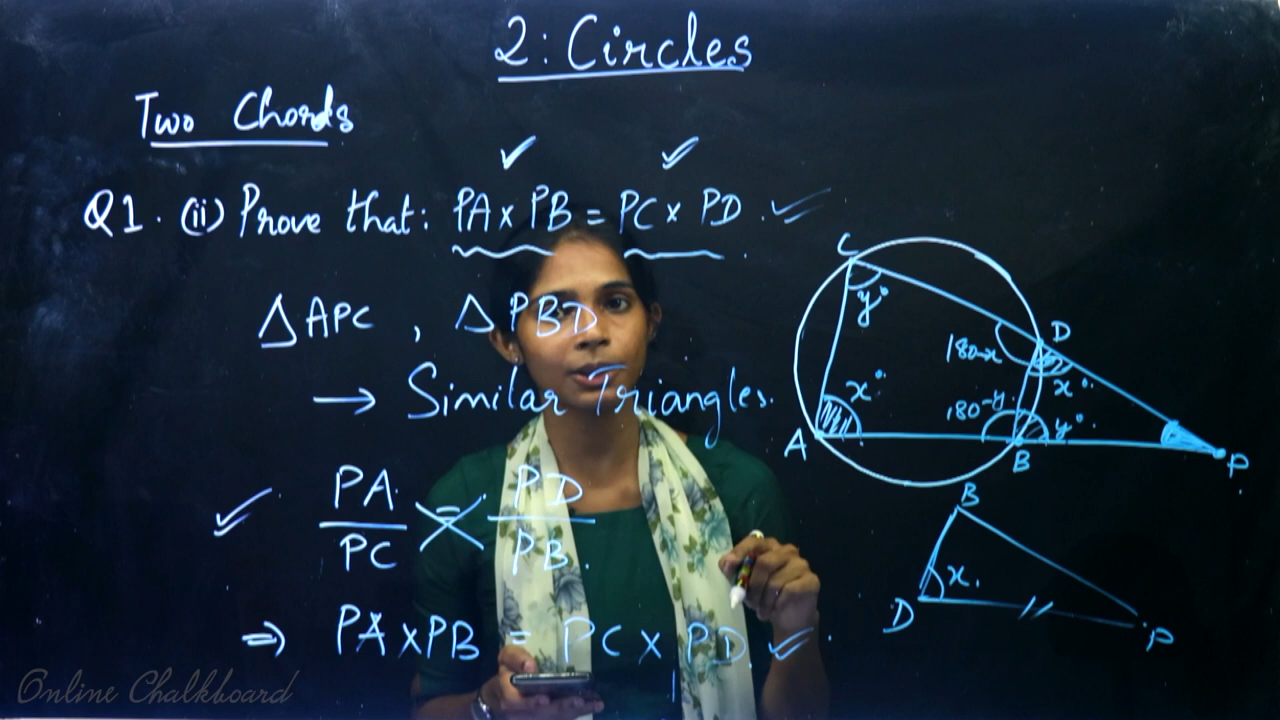 2: Circles
Two Chords
Q1. (ii) Prove that: PA x PB = PC x PD.
△APC, △PBD
→ Similar Triangles.
PA = PD
PC PB.
⇒ PA x PB = PC x PD.
C
y°
D
180-x
x°
x°.
180-y.
y°.
A
B
P.
B
x.
D
P
Online Chalkboard